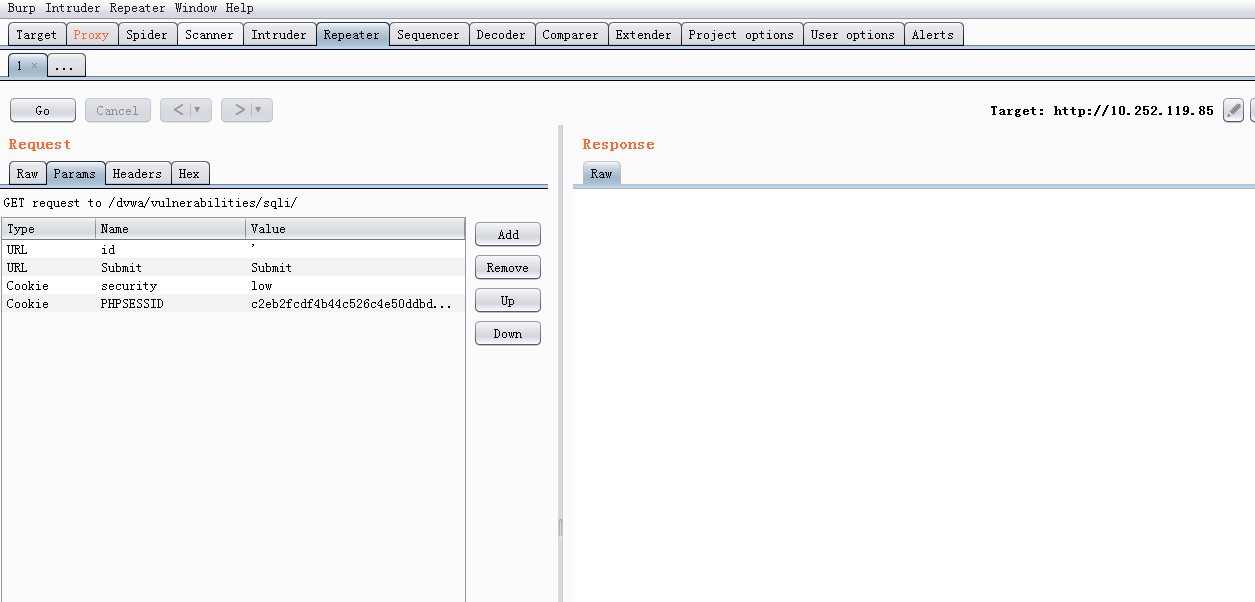 Burp Intruder Repeater Window Help
Target Proxy Spider Scanner Intruder Repeater Sequencer Decoder Comparer Extender Project options User options Alerts
1 × ...
Go Cancel < ▼ > ▼ Target: http://10.252.119.85
Request
Response
Raw Params Headers Hex
Raw
GET request to /dvwa/vulnerabilities/sqli/
Type Name Value
URL id '
URL Submit Submit
Cookie security low
Cookie PHPSESSID c2eb2fcdf4b44c526c4e50ddbd...
Add
Remove
Up
Down